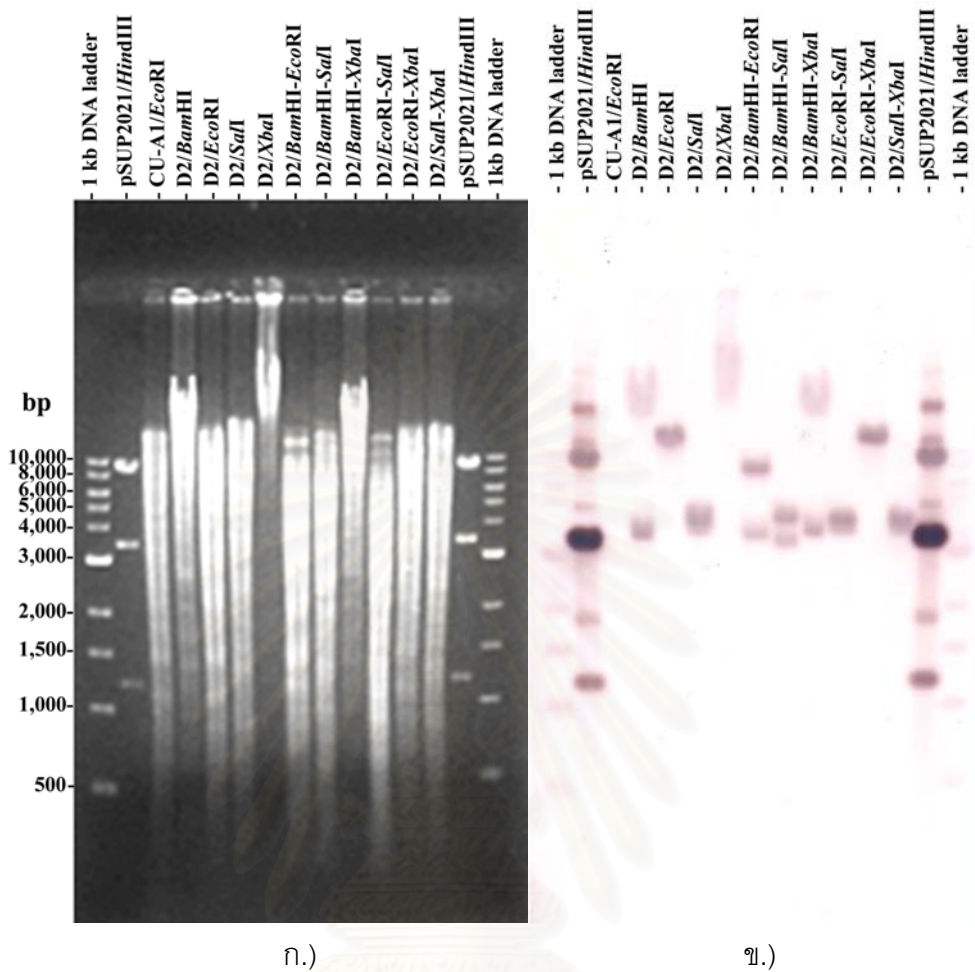 - 1 kb DNA ladder
- pSUP2021/HindIII
- CU-A1/EcoRI
- D2/BamHI
- D2/EcoRI
- D2/SalI
- D2/XbaI
- D2/BamHI-EcoRI
- D2/BamHI-SalI
- D2/BamHI-XbaI
- D2/EcoRI-SalI
- D2/EcoRI-XbaI
- D2/SalI-XbaI
- pSUP2021/HindIII
- 1kb DNA ladder
- 1 kb DNA ladder
- pSUP2021/HindIII
- CU-A1/EcoRI
- D2/BamHI
- D2/EcoRI
- D2/SalI
- D2/XbaI
- D2/BamHI-EcoRI
- D2/BamHI-SalI
- D2/BamHI-XbaI
- D2/EcoRI-SalI
- D2/EcoRI-XbaI
- D2/SalI-XbaI
- pSUP2021/HindIII
- 1 kb DNA ladder
bp
10,000-
8,000-
6,000-
5,000-
4,000-
3,000-
2,000-
1,500-
1,000-
500-
ก.)
ข.)